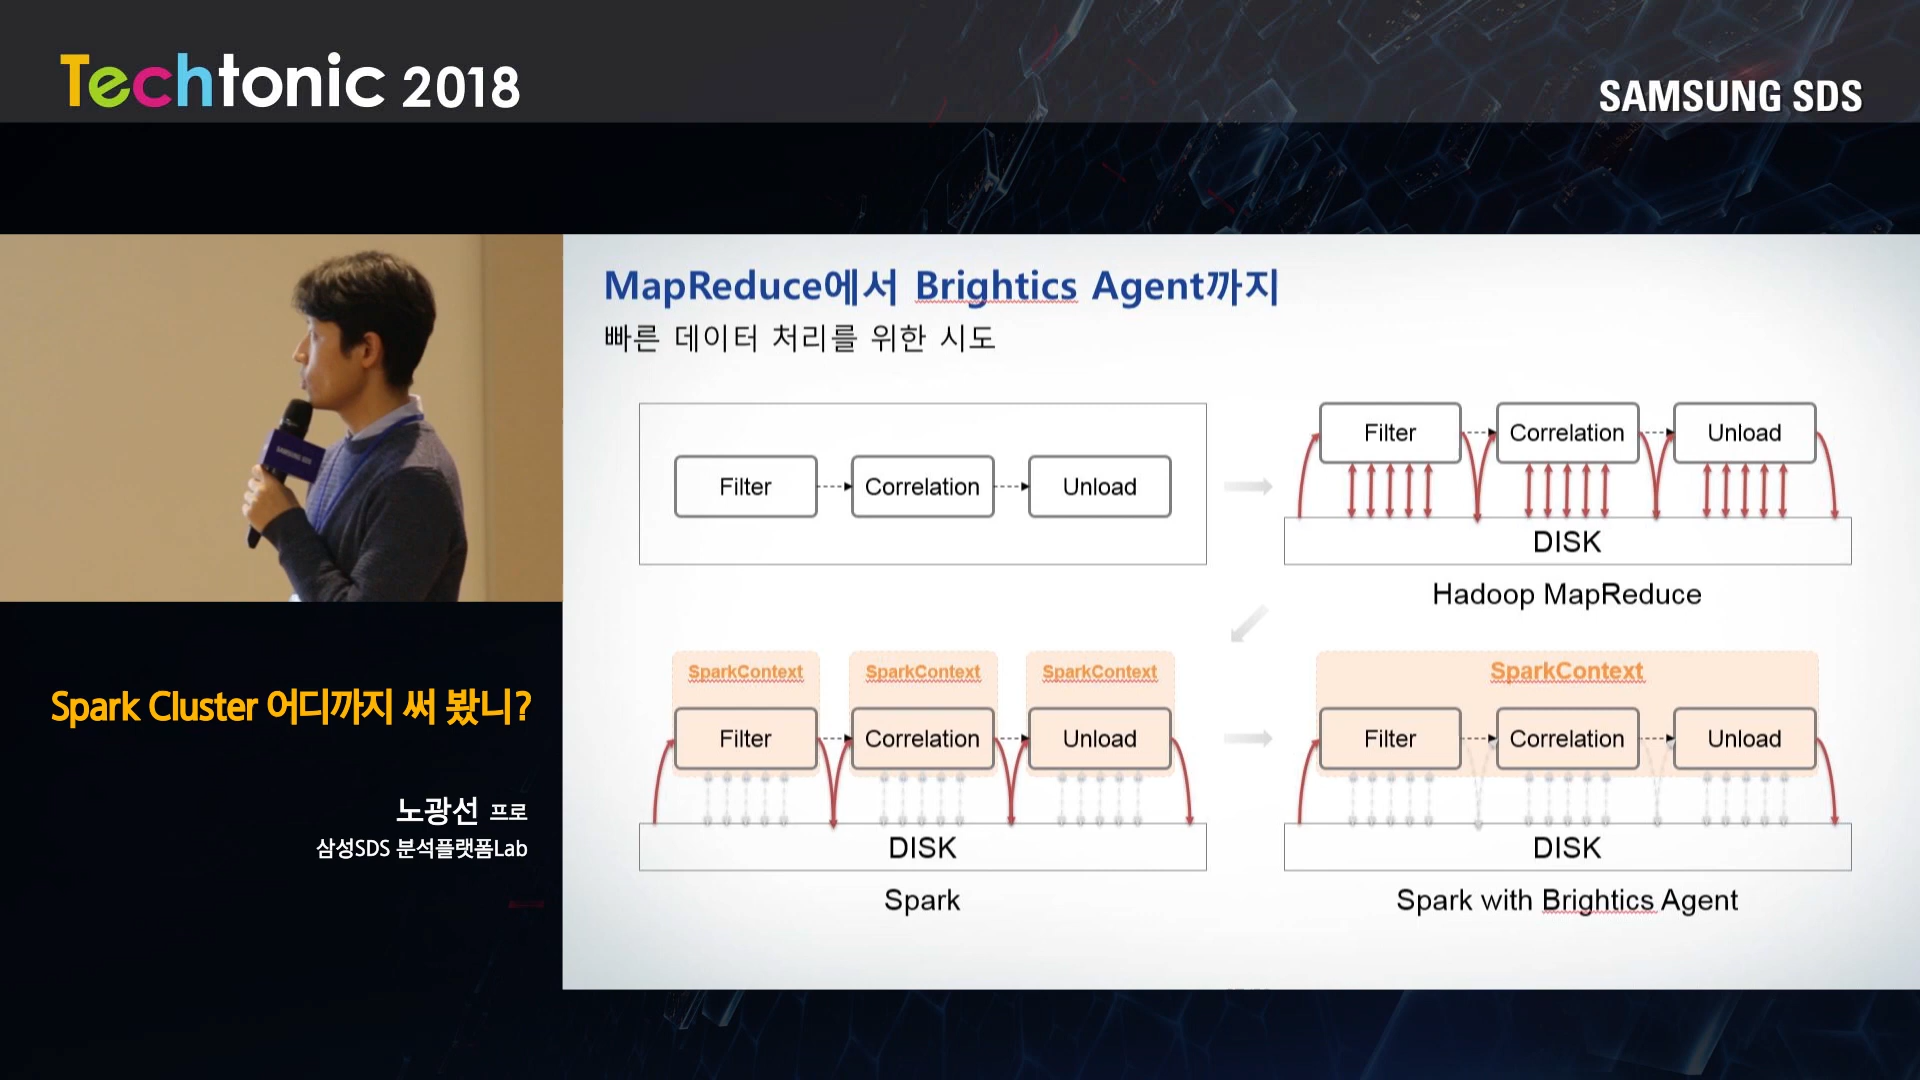 Techtonic 2018
SAMSUNG SDS
SAMSUNG SDS
Spark Cluster 어디까지 써 봤니?
노광선 프로
삼성SDS 분석플랫폼Lab
MapReduce에서 Brightics Agent까지
빠른 데이터 처리를 위한 시도
Filter
Correlation
Unload
Filter
Correlation
Unload
DISK
Hadoop MapReduce
SparkContext
SparkContext
SparkContext
Filter
Correlation
Unload
DISK
Spark
SparkContext
Filter
Correlation
Unload
DISK
Spark with Brightics Agent